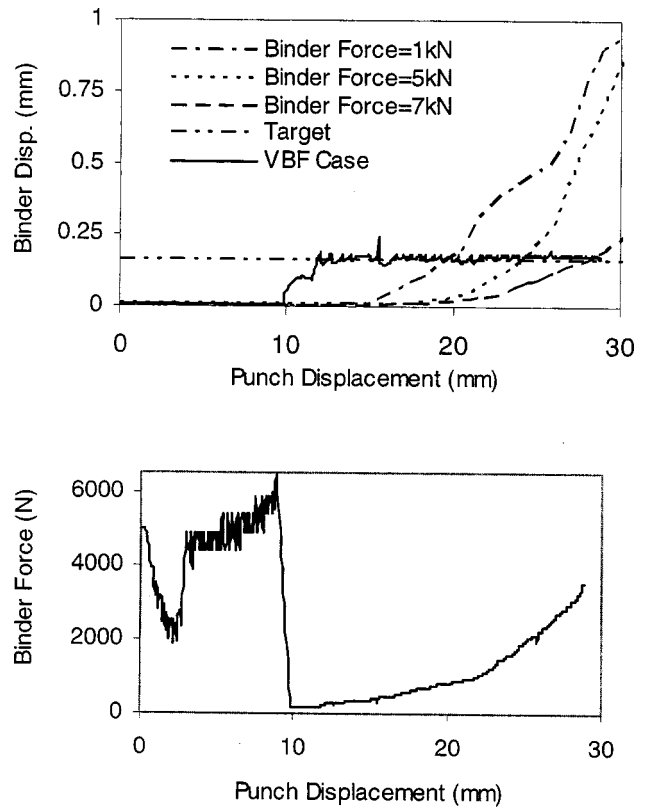 1
0.75
0.5
0.25
0
Binder Disp. (mm)
Binder Force=1kN
Binder Force=5kN
Binder Force=7kN
Target
VBF Case
0 10 20 30
Punch Displacement (mm)
6000
4000
2000
0
Binder Force (N)
0 10 20 30
Punch Displacement (mm)